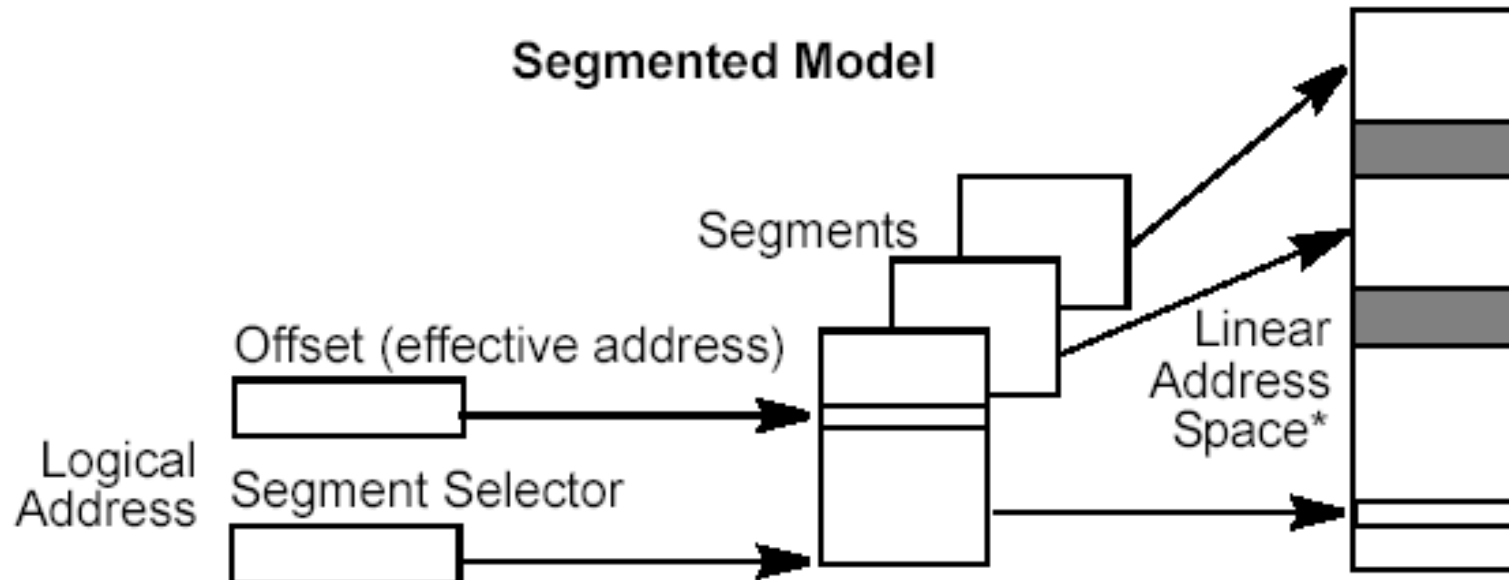 Segmented Model
Segments
Offset (effective address)
Linear
Address
Space*
Logical
Address
Segment Selector